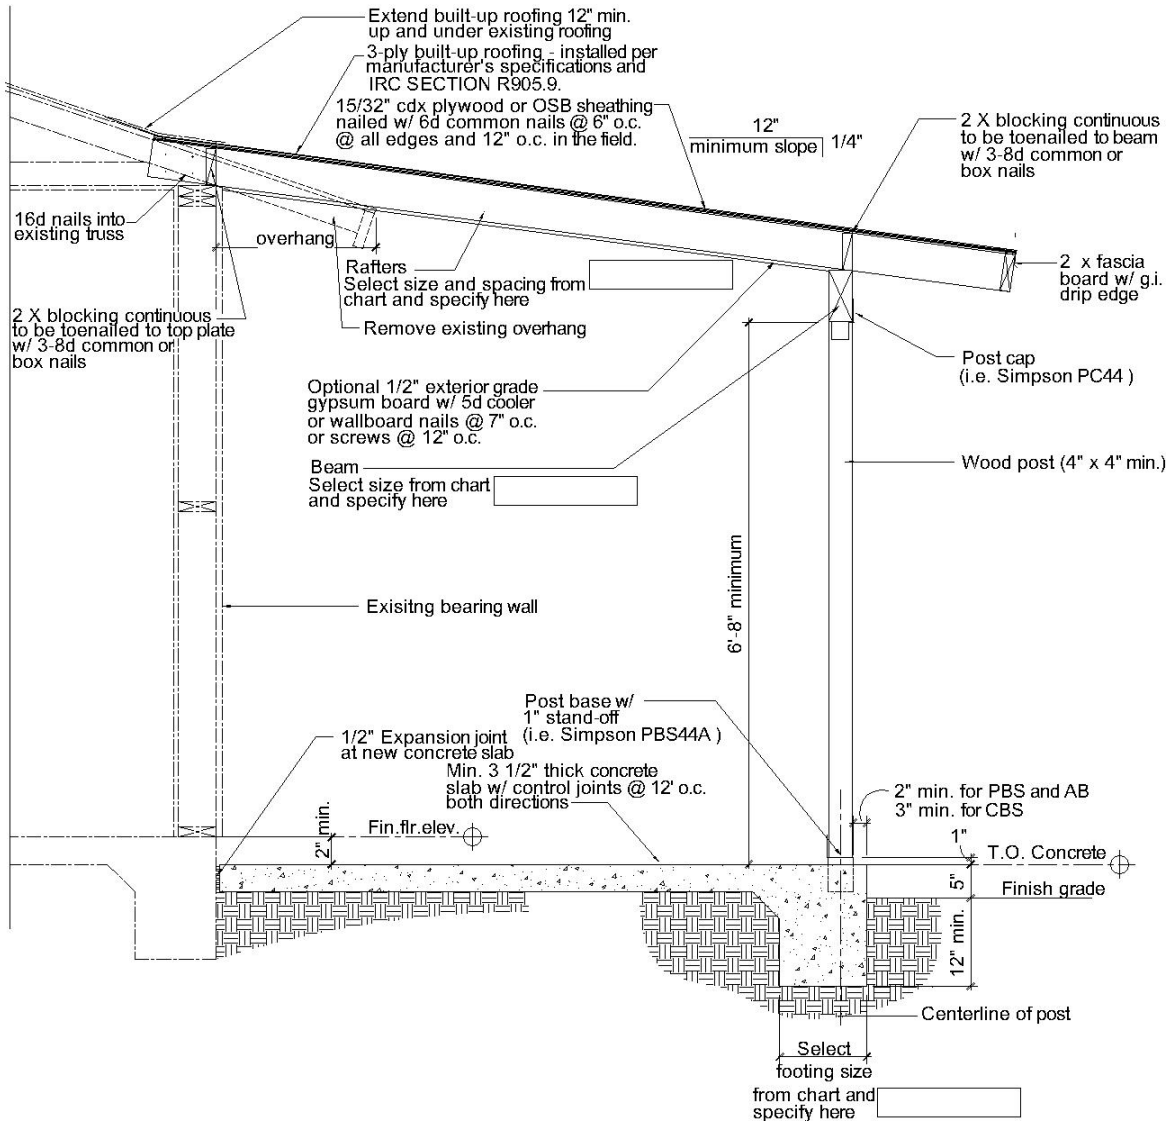 Extend built-up roofing 12" min.
up and under existing roofing
3-ply built-up roofing - installed per
manufacturer's specifications and
IRC SECTION R905.9.
15/32" cdx plywood or OSB sheathing
nailed w/ 6d common nails @ 6" o.c.
@ all edges and 12" o.c. in the field.
12"
minimum slope
1/4"
2 X blocking continuous
to be toenailed to beam
w/ 3-8d common or
box nails
16d nails into
existing truss
overhang
Rafters
Select size and spacing from
chart and specify here
2 x fascia
board w/ g.i.
drip edge
2 X blocking continuous
to be toenailed to top plate
w/ 3-8d common or
box nails
Remove existing overhang
Post cap
(i.e. Simpson PC44 )
Optional 1/2" exterior grade
gypsum board w/ 5d cooler
or wallboard nails @ 7" o.c.
or screws @ 12" o.c.
Beam
Select size from chart
and specify here
Wood post (4" x 4" min.)
Exisitng bearing wall
6'-8" minimum
Post base w/
1" stand-off
(i.e. Simpson PBS44A )
1/2" Expansion joint
at new concrete slab
Min. 3 1/2" thick concrete
slab w/ control joints @ 12' o.c.
both directions
2" min. for PBS and AB
3" min. for CBS
2" min.
Fin.flr.elev.
1"
T.O. Concrete
5"
Finish grade
12" min.
Centerline of post
Select
footing size
from chart and
specify here